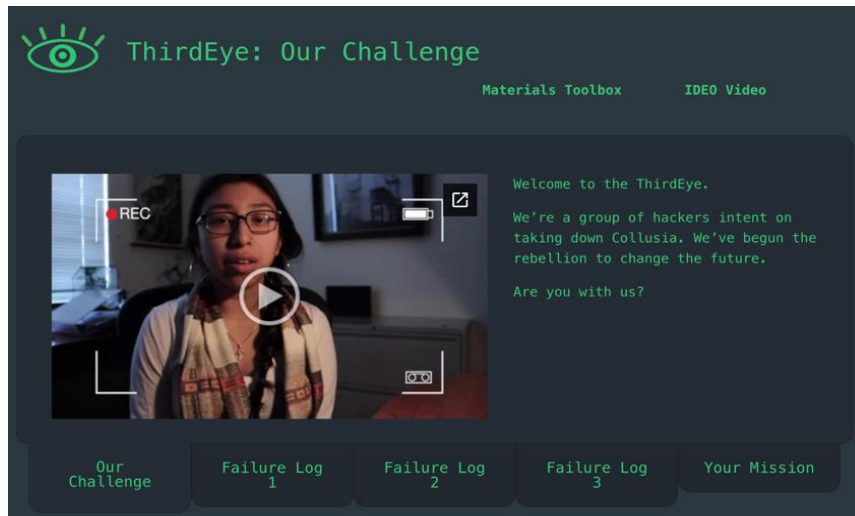 ThirdEye: Our Challenge
Materials Toolbox
IDEO Video
REC
Welcome to the ThirdEye.
We're a group of hackers intent on
taking down Collusia. We've begun the
rebellion to change the future.
Are you with us?
Our
Challenge
Failure Log
1
Failure Log
2
Failure Log
3
Your Mission